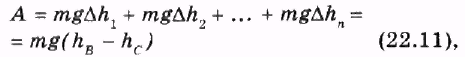 A = mgΔh₁ + mgΔh₂ + ... + mgΔhₙ =
= mg(h_B − h_C) (22.11),